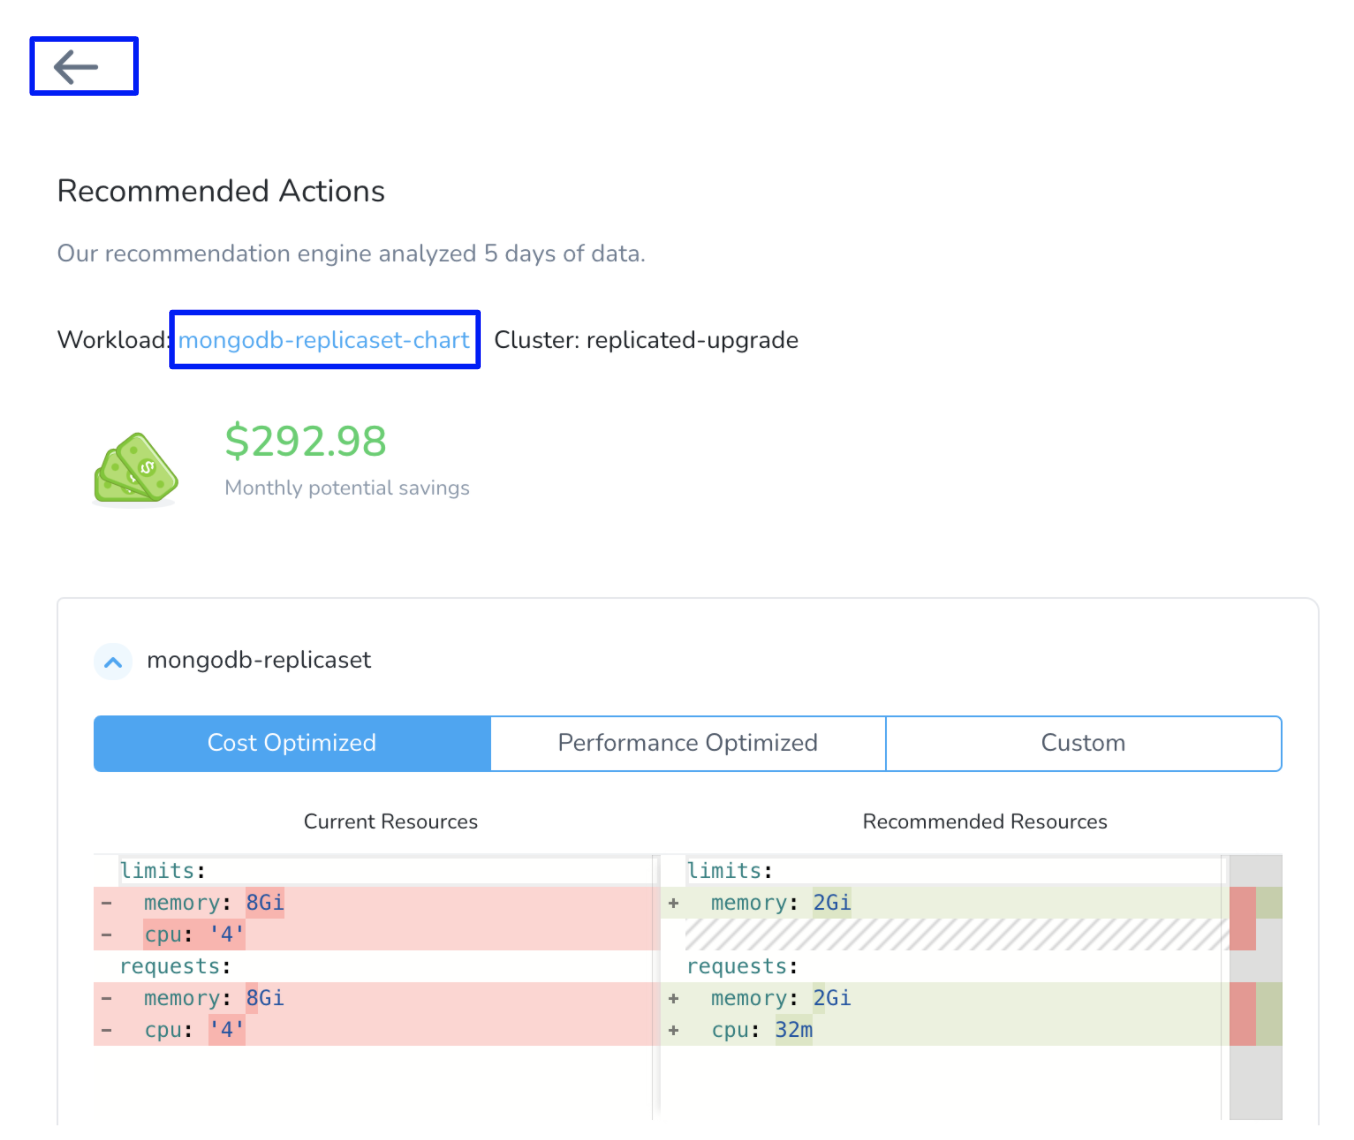 Recommended Actions
Our recommendation engine analyzed 5 days of data.
Workload: mongodb-replicaset-chart Cluster: replicated-upgrade
$292.98
Monthly potential savings
mongodb-replicaset
Cost Optimized Performance Optimized Custom
Current Resources Recommended Resources
limits: limits:
- memory: 8Gi + memory: 2Gi
- cpu: '4'
requests: requests:
- memory: 8Gi + memory: 2Gi
- cpu: '4' + cpu: 32m